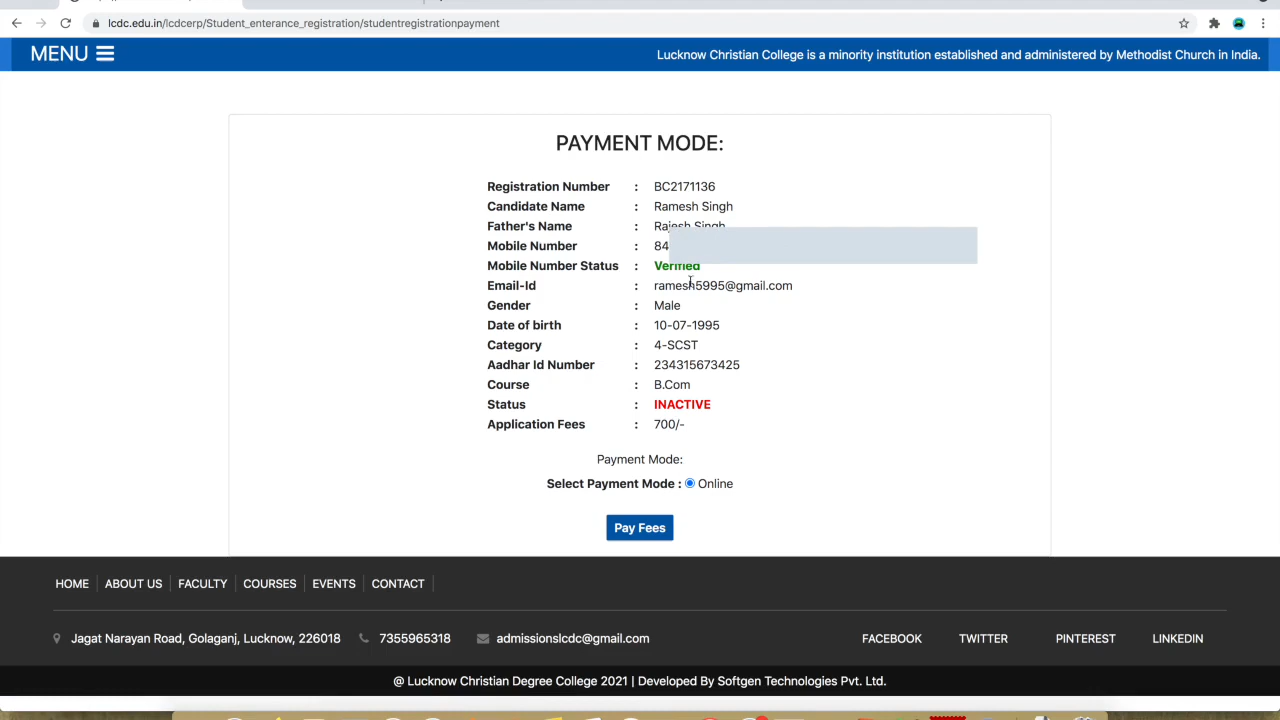 lcdc.edu.in/lcdcerp/Student_enterance_registration/studentregistrationpayment
MENU
Lucknow Christian College is a minority institution established and administered by Methodist Church in India.
PAYMENT MODE:
Registration Number : BC2171136
Candidate Name : Ramesh Singh
Father's Name : Rajesh Singh
Mobile Number : 84
Mobile Number Status : Verified
Email-Id : ramesh5995@gmail.com
Gender : Male
Date of birth : 10-07-1995
Category : 4-SCST
Aadhar Id Number : 234315673425
Course : B.Com
Status : INACTIVE
Application Fees : 700/-
Payment Mode:
Select Payment Mode : Online
Pay Fees
HOME ABOUT US FACULTY COURSES EVENTS CONTACT
Jagat Narayan Road, Golaganj, Lucknow, 226018 7355965318 admissionslcdc@gmail.com FACEBOOK TWITTER PINTEREST LINKEDIN
@ Lucknow Christian Degree College 2021 | Developed By Softgen Technologies Pvt. Ltd.